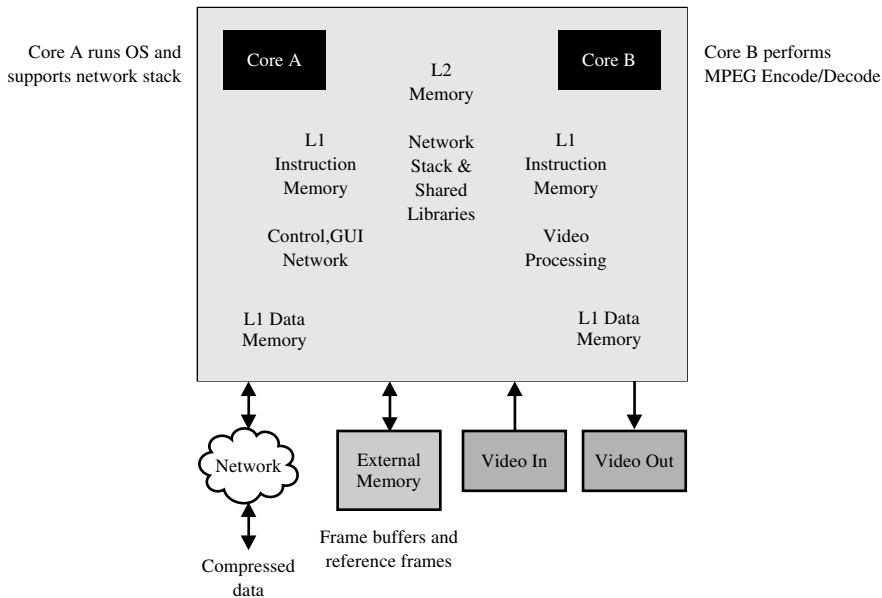 Core A runs OS and
supports network stack
Core A
L2
Memory
Core B
Core B performs
MPEG Encode/Decode
L1
Instruction
Memory
Network
Stack &
Shared
Libraries
L1
Instruction
Memory
Control,GUI
Network
Video
Processing
L1 Data
Memory
L1 Data
Memory
Network
External
Memory
Video In
Video Out
Frame buffers and
reference frames
Compressed
data